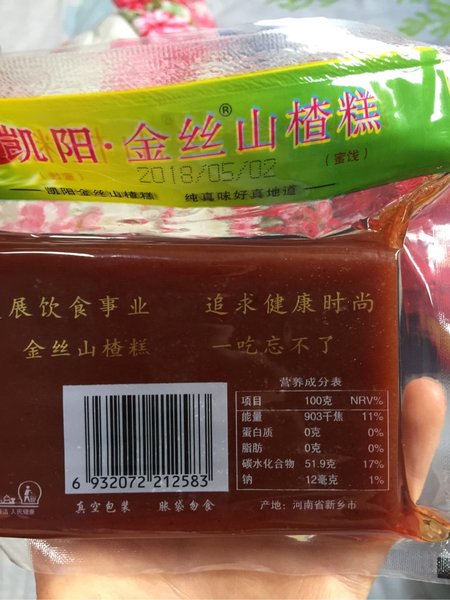 凯阳·金丝山楂糕®
2018/05/02
(蜜饯)
凯阳·金丝山楂糕 纯真味好真地道
展饮食事业 追求健康时尚
金丝山楂糕 一吃忘不了
营养成分表
项目 100克 NRV%
能量 903千焦 11%
蛋白质 0克 0%
脂肪 0克 0%
碳水化合物 51.9克 17%
钠 12毫克 1%
6 932072 212583
真空包装 胀袋勿食
产地：河南省新乡市
人民健康